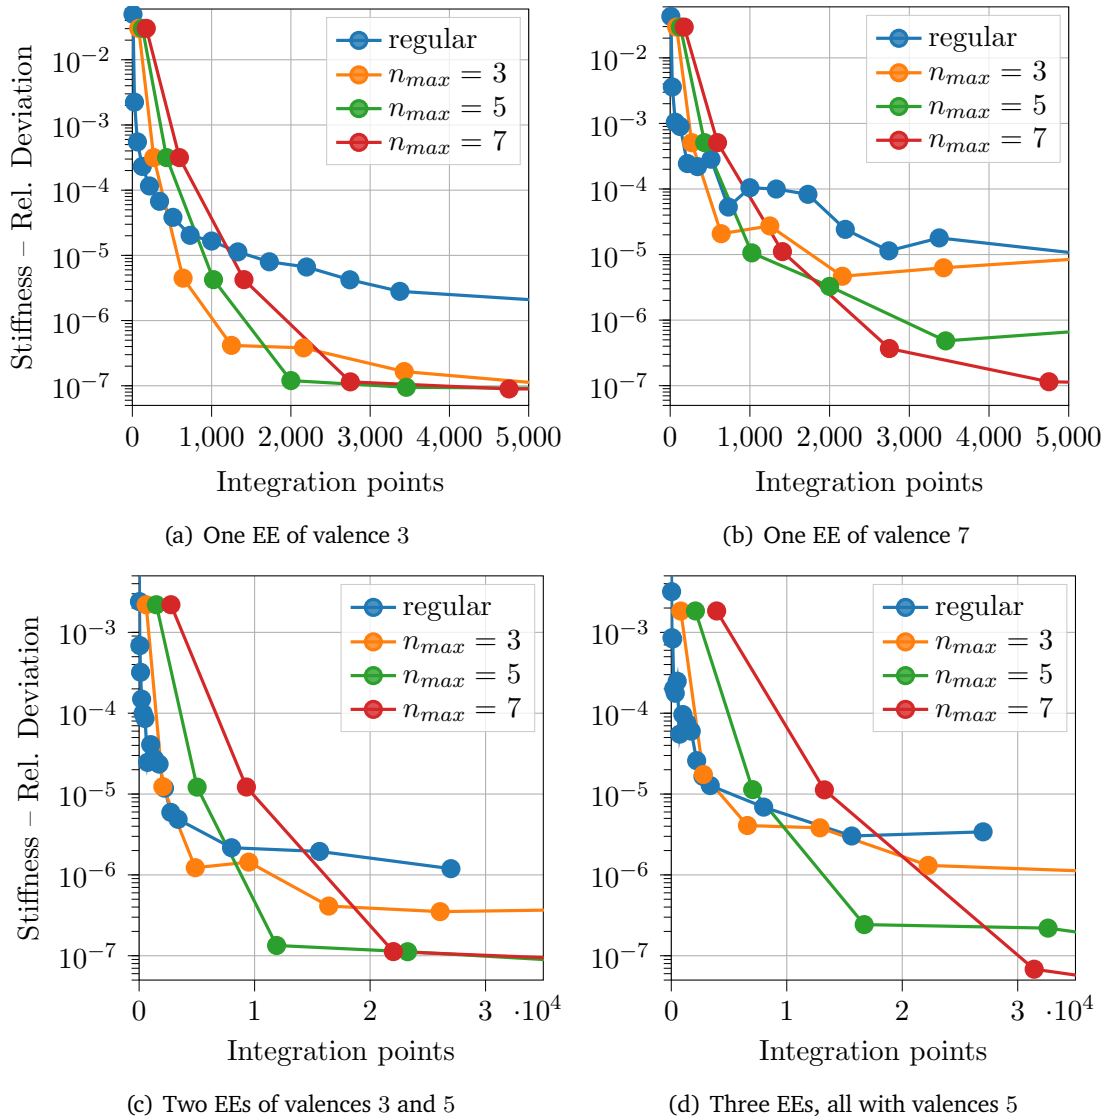 Stiffness – Rel. Deviation
10⁻²
10⁻³
10⁻⁴
10⁻⁵
10⁻⁶
10⁻⁷
regular
n_max = 3
n_max = 5
n_max = 7
0 1,000 2,000 3,000 4,000 5,000
Integration points
(a) One EE of valence 3
10⁻²
10⁻³
10⁻⁴
10⁻⁵
10⁻⁶
10⁻⁷
regular
n_max = 3
n_max = 5
n_max = 7
0 1,000 2,000 3,000 4,000 5,000
Integration points
(b) One EE of valence 7
Stiffness – Rel. Deviation
10⁻³
10⁻⁴
10⁻⁵
10⁻⁶
10⁻⁷
regular
n_max = 3
n_max = 5
n_max = 7
0 1 2 3 ·10⁴
Integration points
(c) Two EEs of valences 3 and 5
10⁻³
10⁻⁴
10⁻⁵
10⁻⁶
10⁻⁷
regular
n_max = 3
n_max = 5
n_max = 7
0 1 2 3 ·10⁴
Integration points
(d) Three EEs, all with valences 5